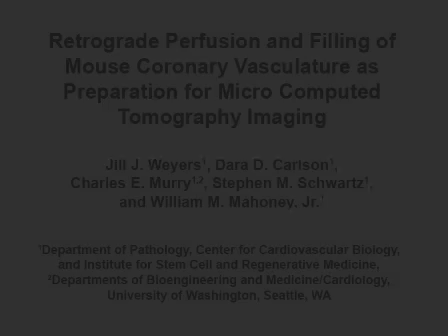 Retrograde Perfusion and Filling of
Mouse Coronary Vasculature as
Preparation for Micro Computed
Tomography Imaging
Jill J. Weyers¹, Dara D. Carlson¹,
Charles E. Murry¹,², Stephen M. Schwartz¹,
and William M. Mahoney, Jr.¹
¹Department of Pathology, Center for Cardiovascular Biology,
and Institute for Stem Cell and Regenerative Medicine,
²Departments of Bioengineering and Medicine/Cardiology,
University of Washington, Seattle, WA